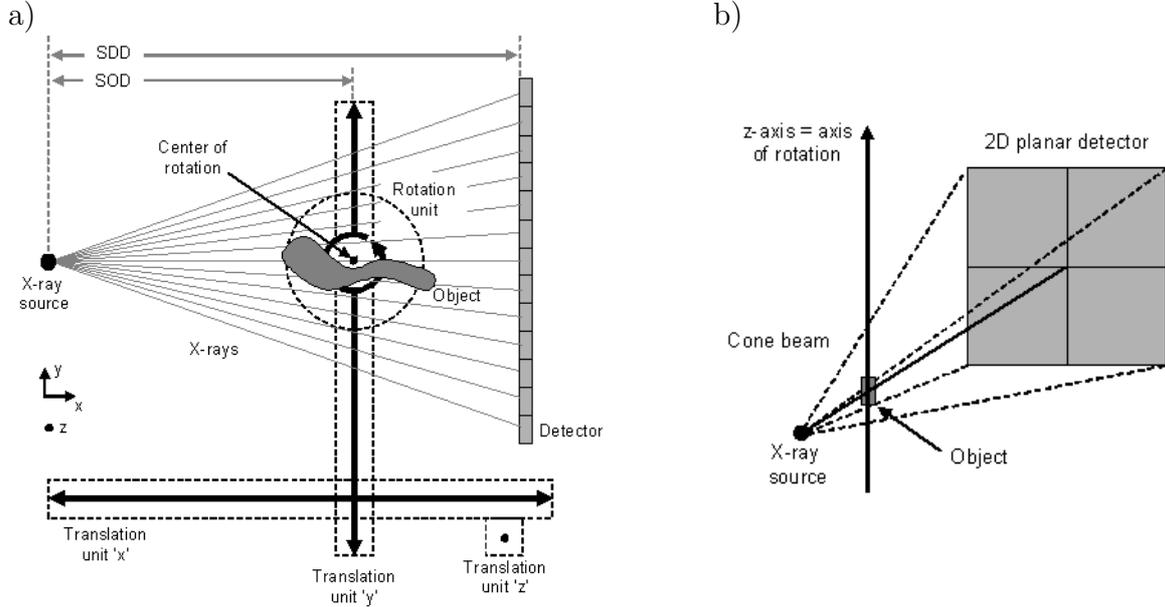 a)
SDD
SOD
Center of
rotation
Rotation
unit
X-ray
source
Object
X-rays
y
x
z
Detector
Translation
unit 'x'
Translation
unit 'y'
Translation
unit 'z'
b)
z-axis = axis
of rotation
2D planar detector
Cone beam
X-ray
source
Object